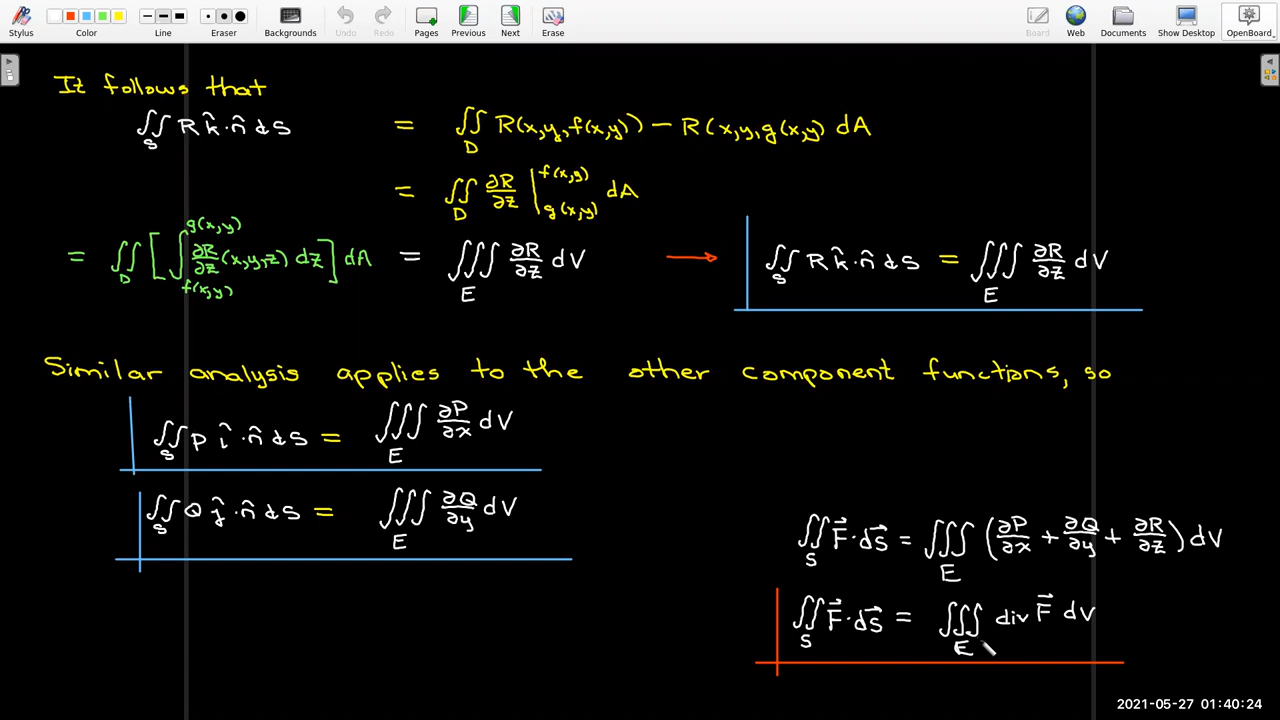 Stylus Color Line Eraser Backgrounds Undo Redo Pages Previous Next Erase Board Web Documents Show Desktop OpenBoard
It follows that
∬_S R k̂·n̂ dS = ∬_D R(x,y,f(x,y)) − R(x,y,g(x,y) dA
= ∬_D ∂R/∂z |_{g(x,y)}^{f(x,y)} dA
= ∬_D [∫_{f(x,y)}^{g(x,y)} ∂R/∂z (x,y,z) dz] dA = ∭_E ∂R/∂z dV → ∬_S R k̂·n̂ dS = ∭_E ∂R/∂z dV
Similar analysis applies to the other component functions, so
∬_S P î·n̂ dS = ∭_E ∂P/∂x dV
∬_S Q ĵ·n̂ dS = ∭_E ∂Q/∂y dV
∬_S F⃗·dS⃗ = ∭_E (∂P/∂x + ∂Q/∂y + ∂R/∂z) dV
∬_S F⃗·dS⃗ = ∭_E div F⃗ dV
2021-05-27 01:40:24